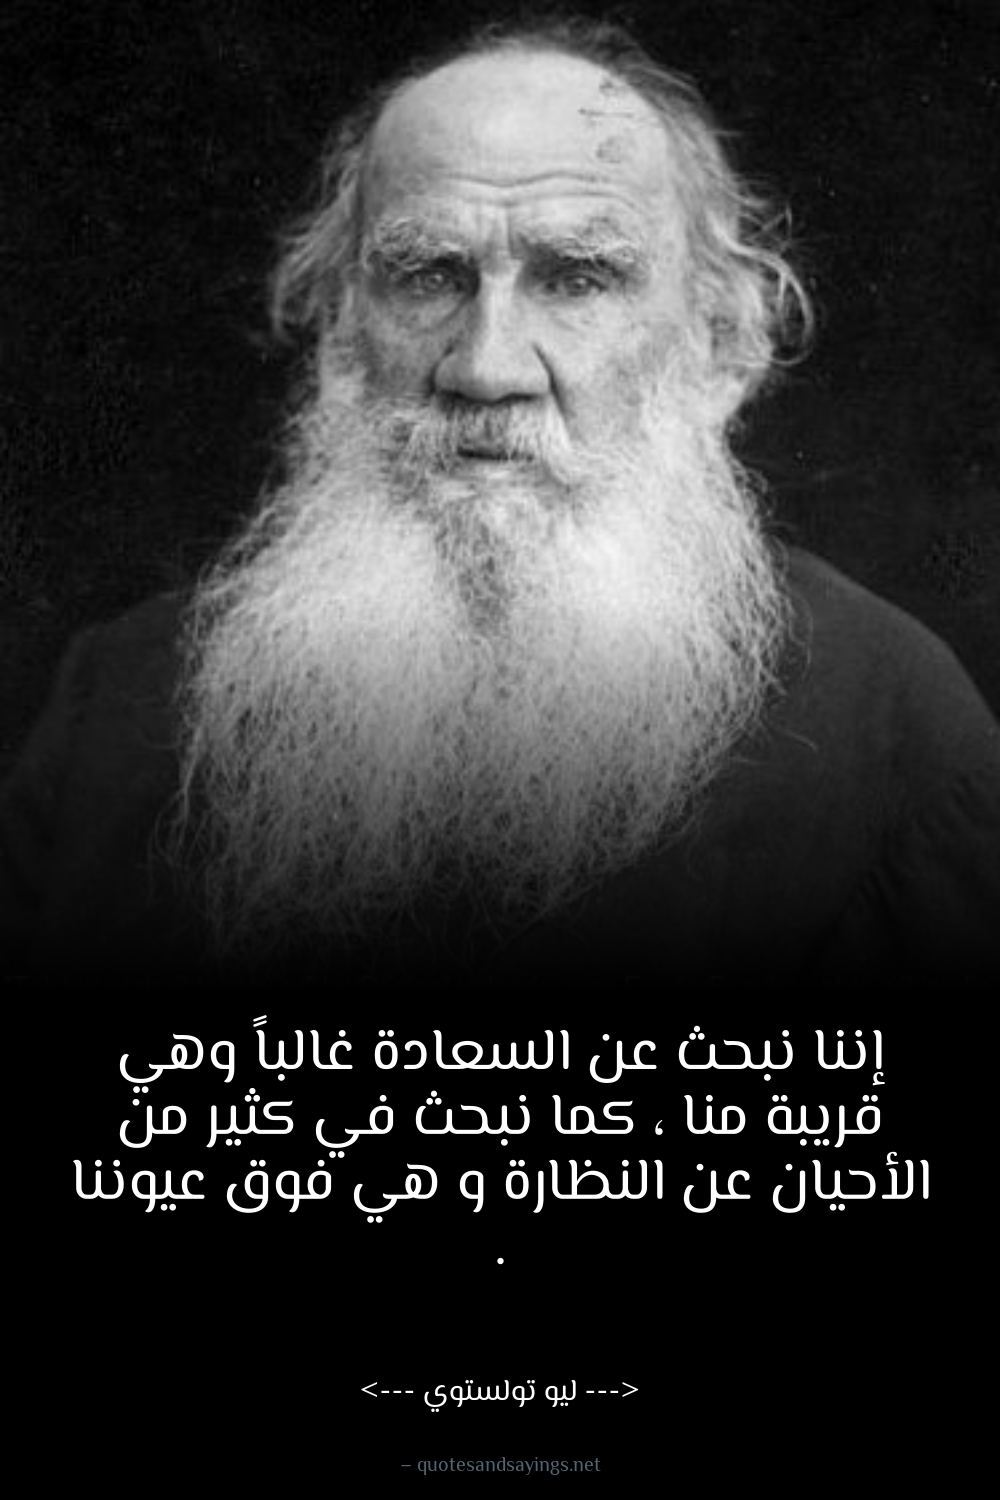 إننا نبحث عن السعادة غالباً وهي
قريبة منا ، كما نبحث في كثير من
الأحيان عن النظارة و هي فوق عيوننا
.
<--- ليو تولستوي --->
– quotesandsayings.net